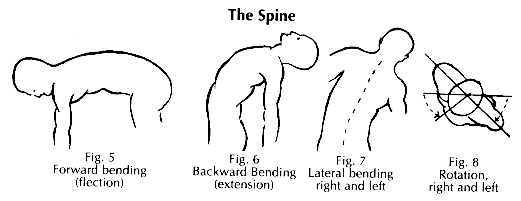 The Spine
Fig. 5
Forward bending
(flection)
Fig. 6
Backward Bending
(extension)
Fig. 7
Lateral bending
right and left
Fig. 8
Rotation,
right and left